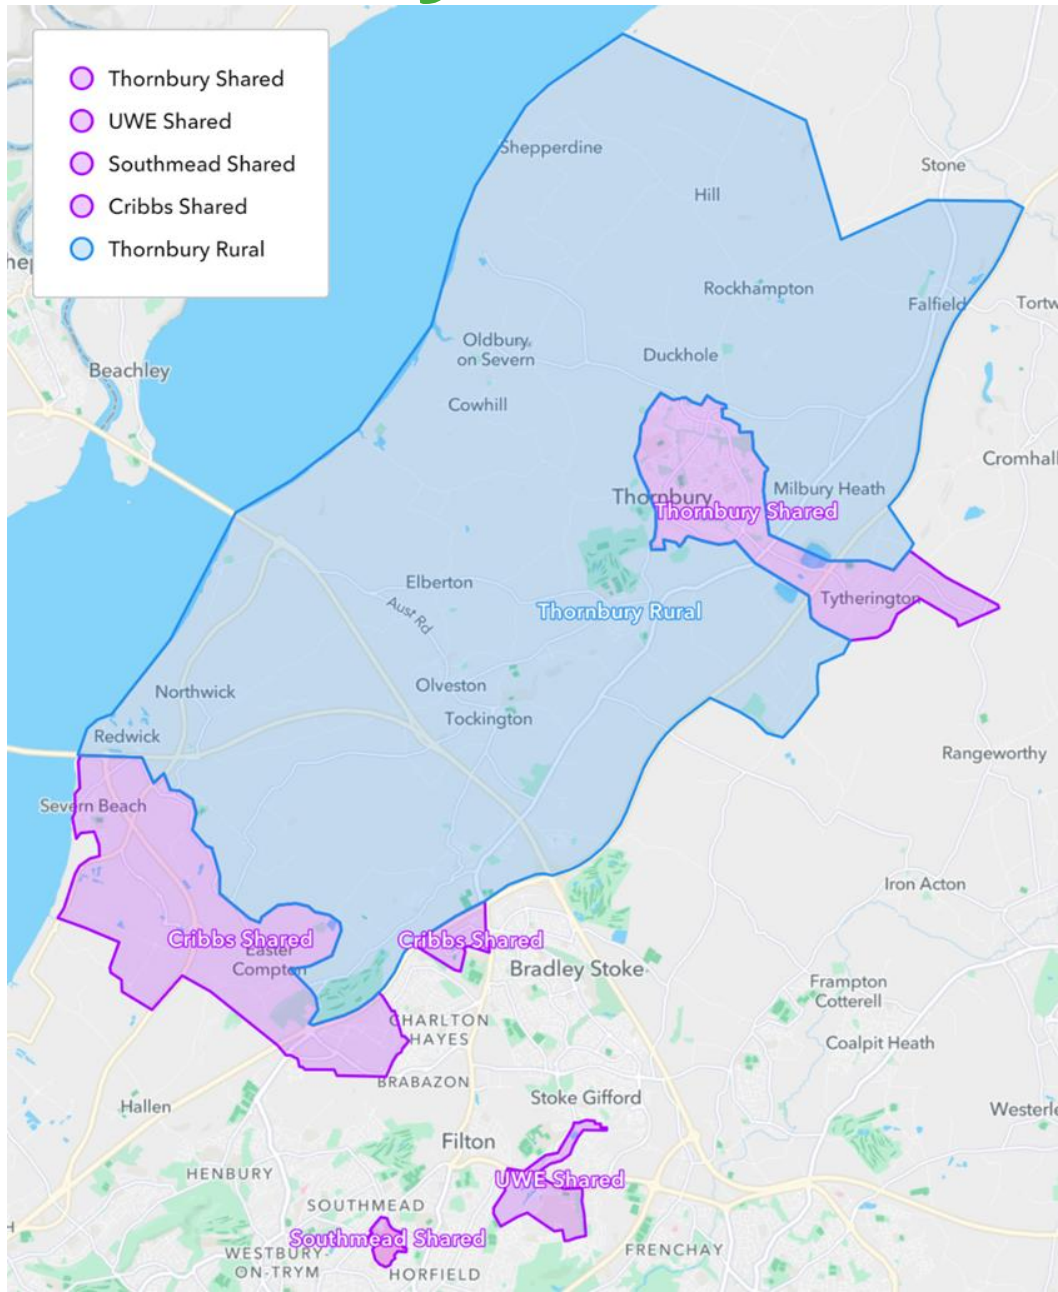 Thornbury Shared
UWE Shared
Southmead Shared
Cribbs Shared
Thornbury Rural
Shepperdine
Stone
Hill
Rockhampton
Falfield
Tortw
Oldbury
on Severn
Duckhole
Beachley
Cowhill
Cromhall
Milbury Heath
Thornbury
Thornbury Shared
Elberton
Aust Rd
Tytherington
Thornbury Rural
Olveston
Northwick
Tockington
Redwick
Rangeworthy
Severn Beach
Iron Acton
Cribbs Shared
Cribbs Shared
Easter
Compton
Bradley Stoke
Frampton
Cotterell
CHARLTON
HAYES
Coalpit Heath
BRABAZON
Stoke Gifford
Hallen
Westerle
Filton
HENBURY
UWE Shared
SOUTHMEAD
Southmead Shared
WESTBURY-
ON-TRYM
FRENCHAY
HORFIELD